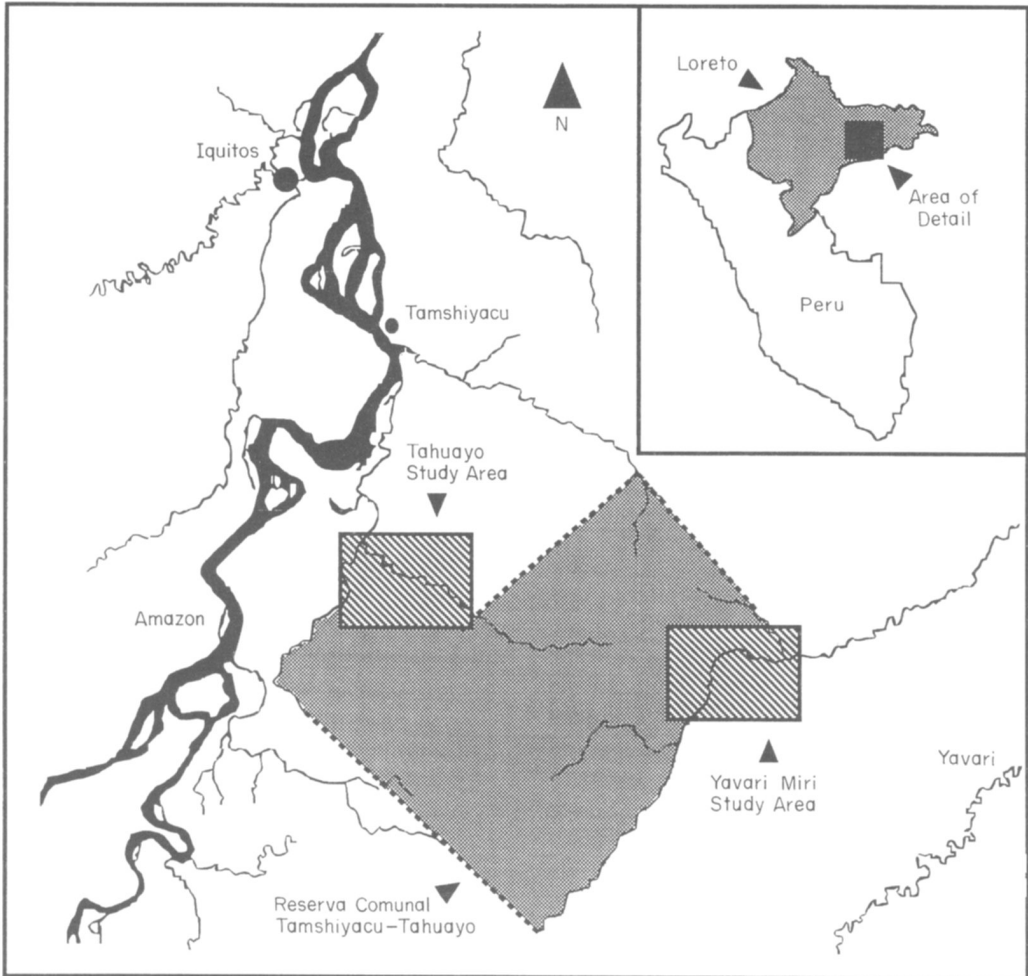 Loreto
N
Iquitos
Area of
Detail
Tamshiyacu
Peru
Tahuayo
Study Area
Amazon
Yavari
Yavari Miri
Study Area
Reserva Comunal
Tamshiyacu-Tahuayo